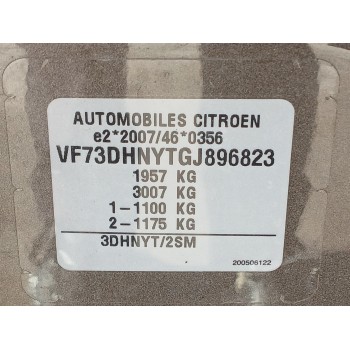 AUTOMOBILES CITROEN
e2*2007/46*0356
VF73DHNYTGJ896823
1957 KG
3007 KG
1-1100 KG
2-1175 KG
3DHNYT/2SM
200506122